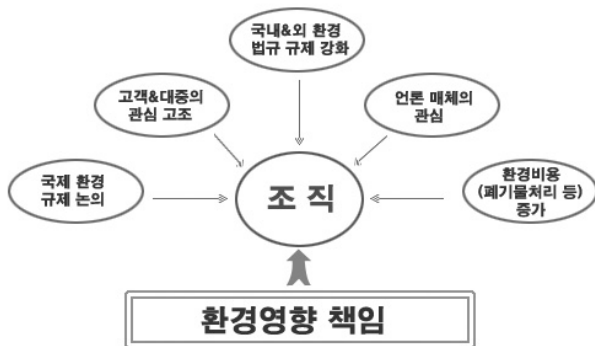 국내&외 환경
법규 규제 강화
고객&대중의
관심 고조
언론 매체의
관심
국제 환경
규제 논의
조 직
환경비용
(폐기물처리 등)
증가
환경영향 책임